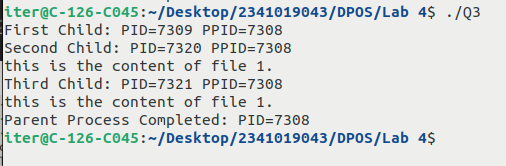 iter@C-126-C045:~/Desktop/2341019043/DPOS/Lab 4$ ./Q3
First Child: PID=7309 PPID=7308
Second Child: PID=7320 PPID=7308
this is the content of file 1.
Third Child: PID=7321 PPID=7308
this is the content of file 1.
Parent Process Completed: PID=7308
iter@C-126-C045:~/Desktop/2341019043/DPOS/Lab 4$